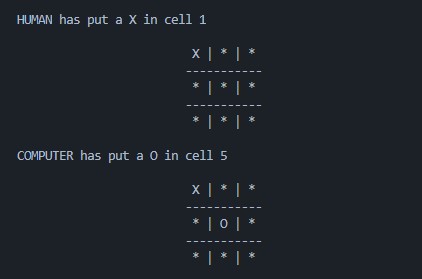 HUMAN has put a X in cell 1
X | * | *
-----------
* | * | *
-----------
* | * | *
COMPUTER has put a O in cell 5
X | * | *
-----------
* | O | *
-----------
* | * | *